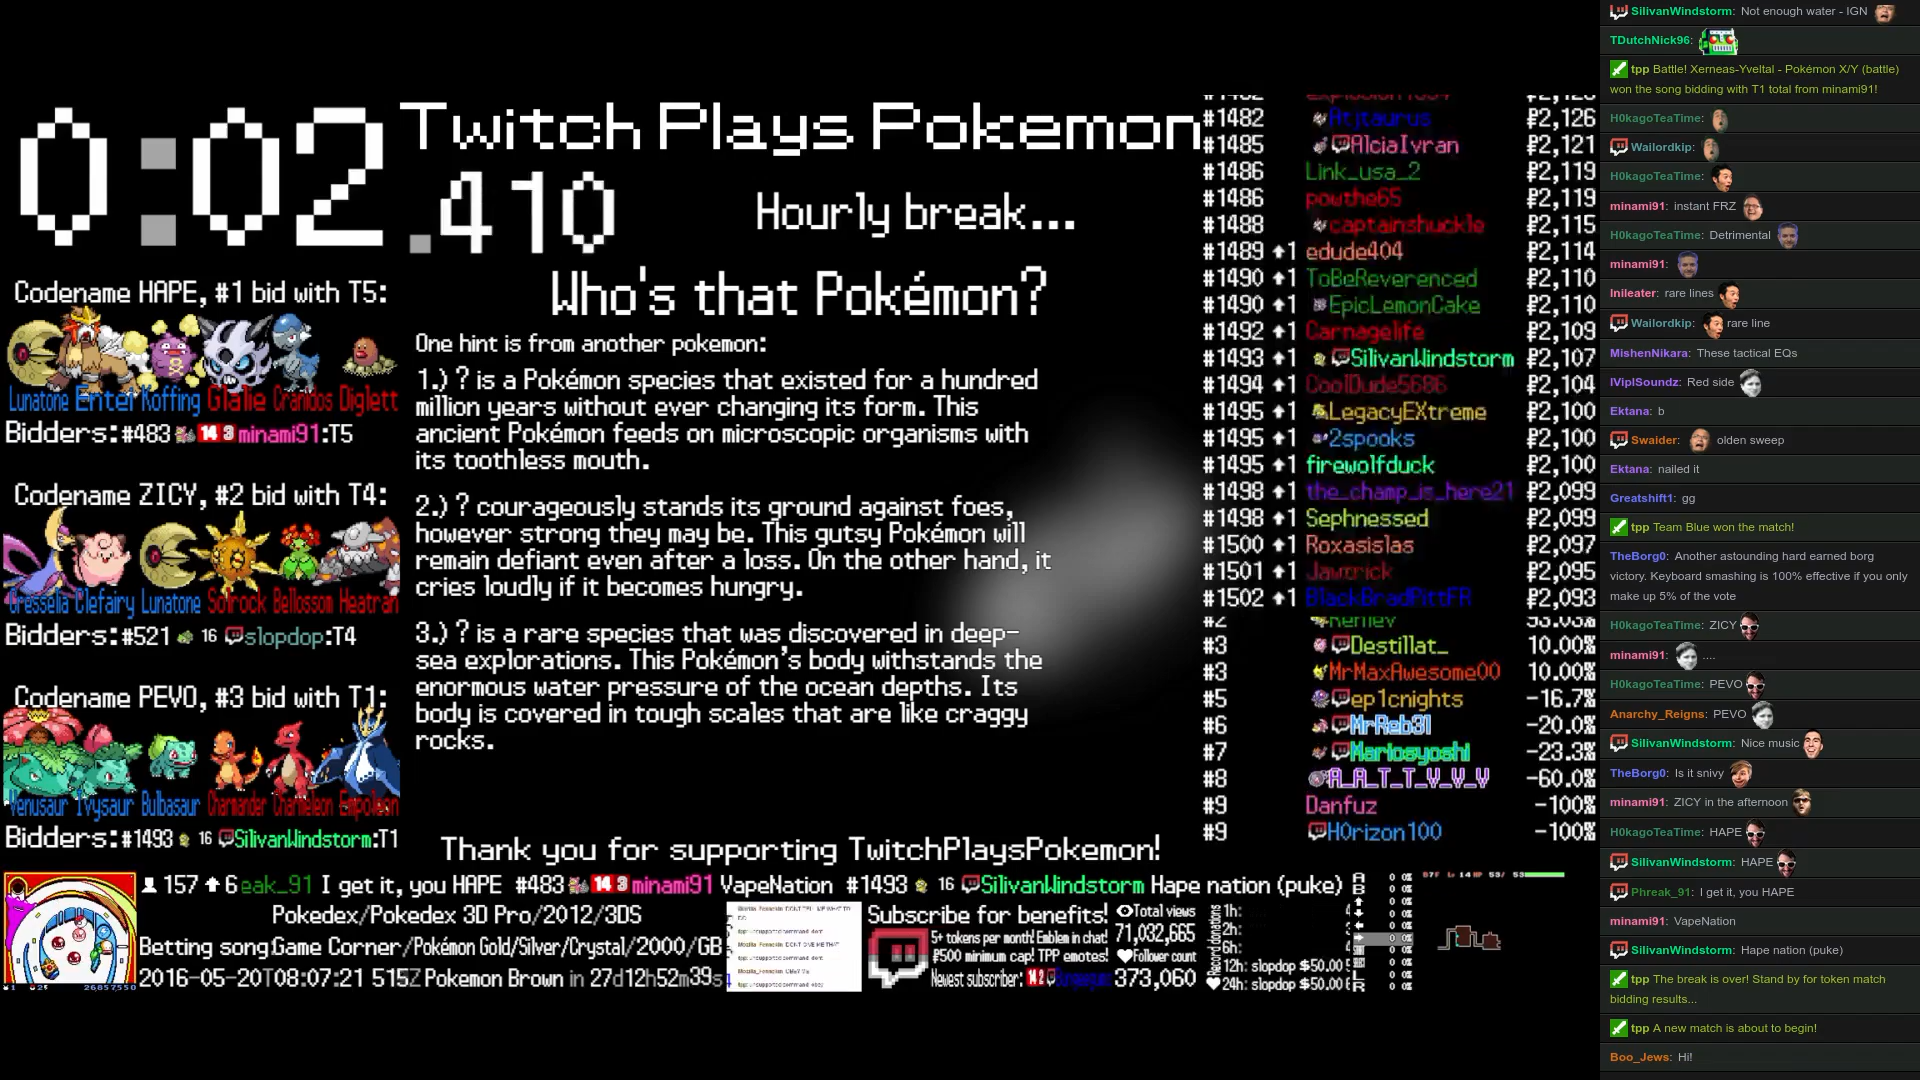 0:02.410
Twitch Plays Pokemon
Hourly break...
Who's that Pokémon?
One hint is from another pokemon:
1.) ? is a Pokémon species that existed for a hundred
million years without ever changing its form. This
ancient Pokémon feeds on microscopic organisms with
its toothless mouth.
2.) ? courageously stands its ground against foes,
however strong they may be. This gutsy Pokémon will
remain defiant even after a loss. On the other hand, it
cries loudly if it becomes hungry.
3.) ? is a rare species that was discovered in deep-
sea explorations. This Pokémon's body withstands the
enormous water pressure of the ocean depths. Its
body is covered in tough scales that are like craggy
rocks.
Thank you for supporting TwitchPlaysPokemon!
Codename HAPE, #1 bid with T5:
Lunatone Entei Koffing Glalie Cranidos Diglett
Bidders:#483 14 3 minami91:T5
Codename ZICY, #2 bid with T4:
Cresselia Clefairy Lunatone Solrock Bellossom Heatran
Bidders:#521 16 slopdop:T4
Codename PEVO, #3 bid with T1:
Venusaur Ivysaur Bulbasaur Charmander Charmeleon Empoleon
Bidders:#1493 16 SilivanWindstorm:T1
#1482 Atjtaurus ₽2,126
#1485 AlciaIvran ₽2,121
#1486 Link_usa_2 ₽2,119
#1486 powthe65 ₽2,119
#1488 captainshuckle ₽2,115
#1489 ↑1 edude404 ₽2,114
#1490 ↑1 ToBeReverenced ₽2,110
#1490 ↑1 EpicLemonCake ₽2,110
#1492 ↑1 Carnagelife ₽2,109
#1493 ↑1 SilivanWindstorm ₽2,107
#1494 ↑1 CoolDude5686 ₽2,104
#1495 ↑1 LegacyEXtreme ₽2,100
#1495 ↑1 2spooks ₽2,100
#1495 ↑1 firewolfduck ₽2,100
#1498 ↑1 the_champ_is_here21 ₽2,099
#1498 ↑1 Sephnessed ₽2,099
#1500 ↑1 Roxasislas ₽2,097
#1501 ↑1 Jawtrick ₽2,095
#1502 ↑1 BlackBradPittFR ₽2,093
#3 Destillat_ 10.00%
#3 MrMaxAwesome00 10.00%
#5 ep1cnights -16.7%
#6 MrReb31 -20.0%
#7 Mariosyoshi -23.3%
#8 A_A_T_T_V_V_V -60.0%
#9 Danfuz -100%
#9 H0rizon100 -100%
157 ↑6 eak_91 I get it, you HAPE #483 14 3 minami91 VapeNation #1493 16 SilivanWindstorm Hape nation (puke)
Pokedex/Pokedex 3D Pro/2012/3DS
Betting song:Game Corner/Pokémon Gold/Silver/Crystal/2000/GB
2016-05-20T08:07:21 515Z Pokemon Brown in 27d12h52m39s
Subscribe for benefits!
5+ tokens per month! Emblem in chat!
₽500 minimum cap! TPP emotes!
Newest subscriber: 14 2
Total views
71,032,665
Follower count
373,060
Record donations
1h:
2h:
6h:
12h: slopdop $50.00
24h: slopdop $50.00
SilivanWindstorm: Not enough water - IGN
TDutchNick96:
tpp Battle! Xerneas-Yveltal - Pokémon X/Y (battle)
won the song bidding with T1 total from minami91!
H0kagoTeaTime:
Wailordkip:
H0kagoTeaTime:
minami91: instant FRZ
H0kagoTeaTime: Detrimental
minami91:
Inileater: rare lines
Wailordkip: rare line
MishenNikara: These tactical EQs
IViplSoundz: Red side
Ektana: b
Swaider: olden sweep
Ektana: nailed it
Greatshift1: gg
tpp Team Blue won the match!
TheBorg0: Another astounding hard earned borg
victory. Keyboard smashing is 100% effective if you only
make up 5% of the vote
H0kagoTeaTime: ZICY
minami91: ....
H0kagoTeaTime: PEVO
Anarchy_Reigns: PEVO
SilivanWindstorm: Nice music
TheBorg0: Is it snivy
minami91: ZICY in the afternoon
H0kagoTeaTime: HAPE
SilivanWindstorm: HAPE
Phreak_91: I get it, you HAPE
minami91: VapeNation
SilivanWindstorm: Hape nation (puke)
tpp The break is over! Stand by for token match
bidding results...
tpp A new match is about to begin!
Boo_Jews: Hi!